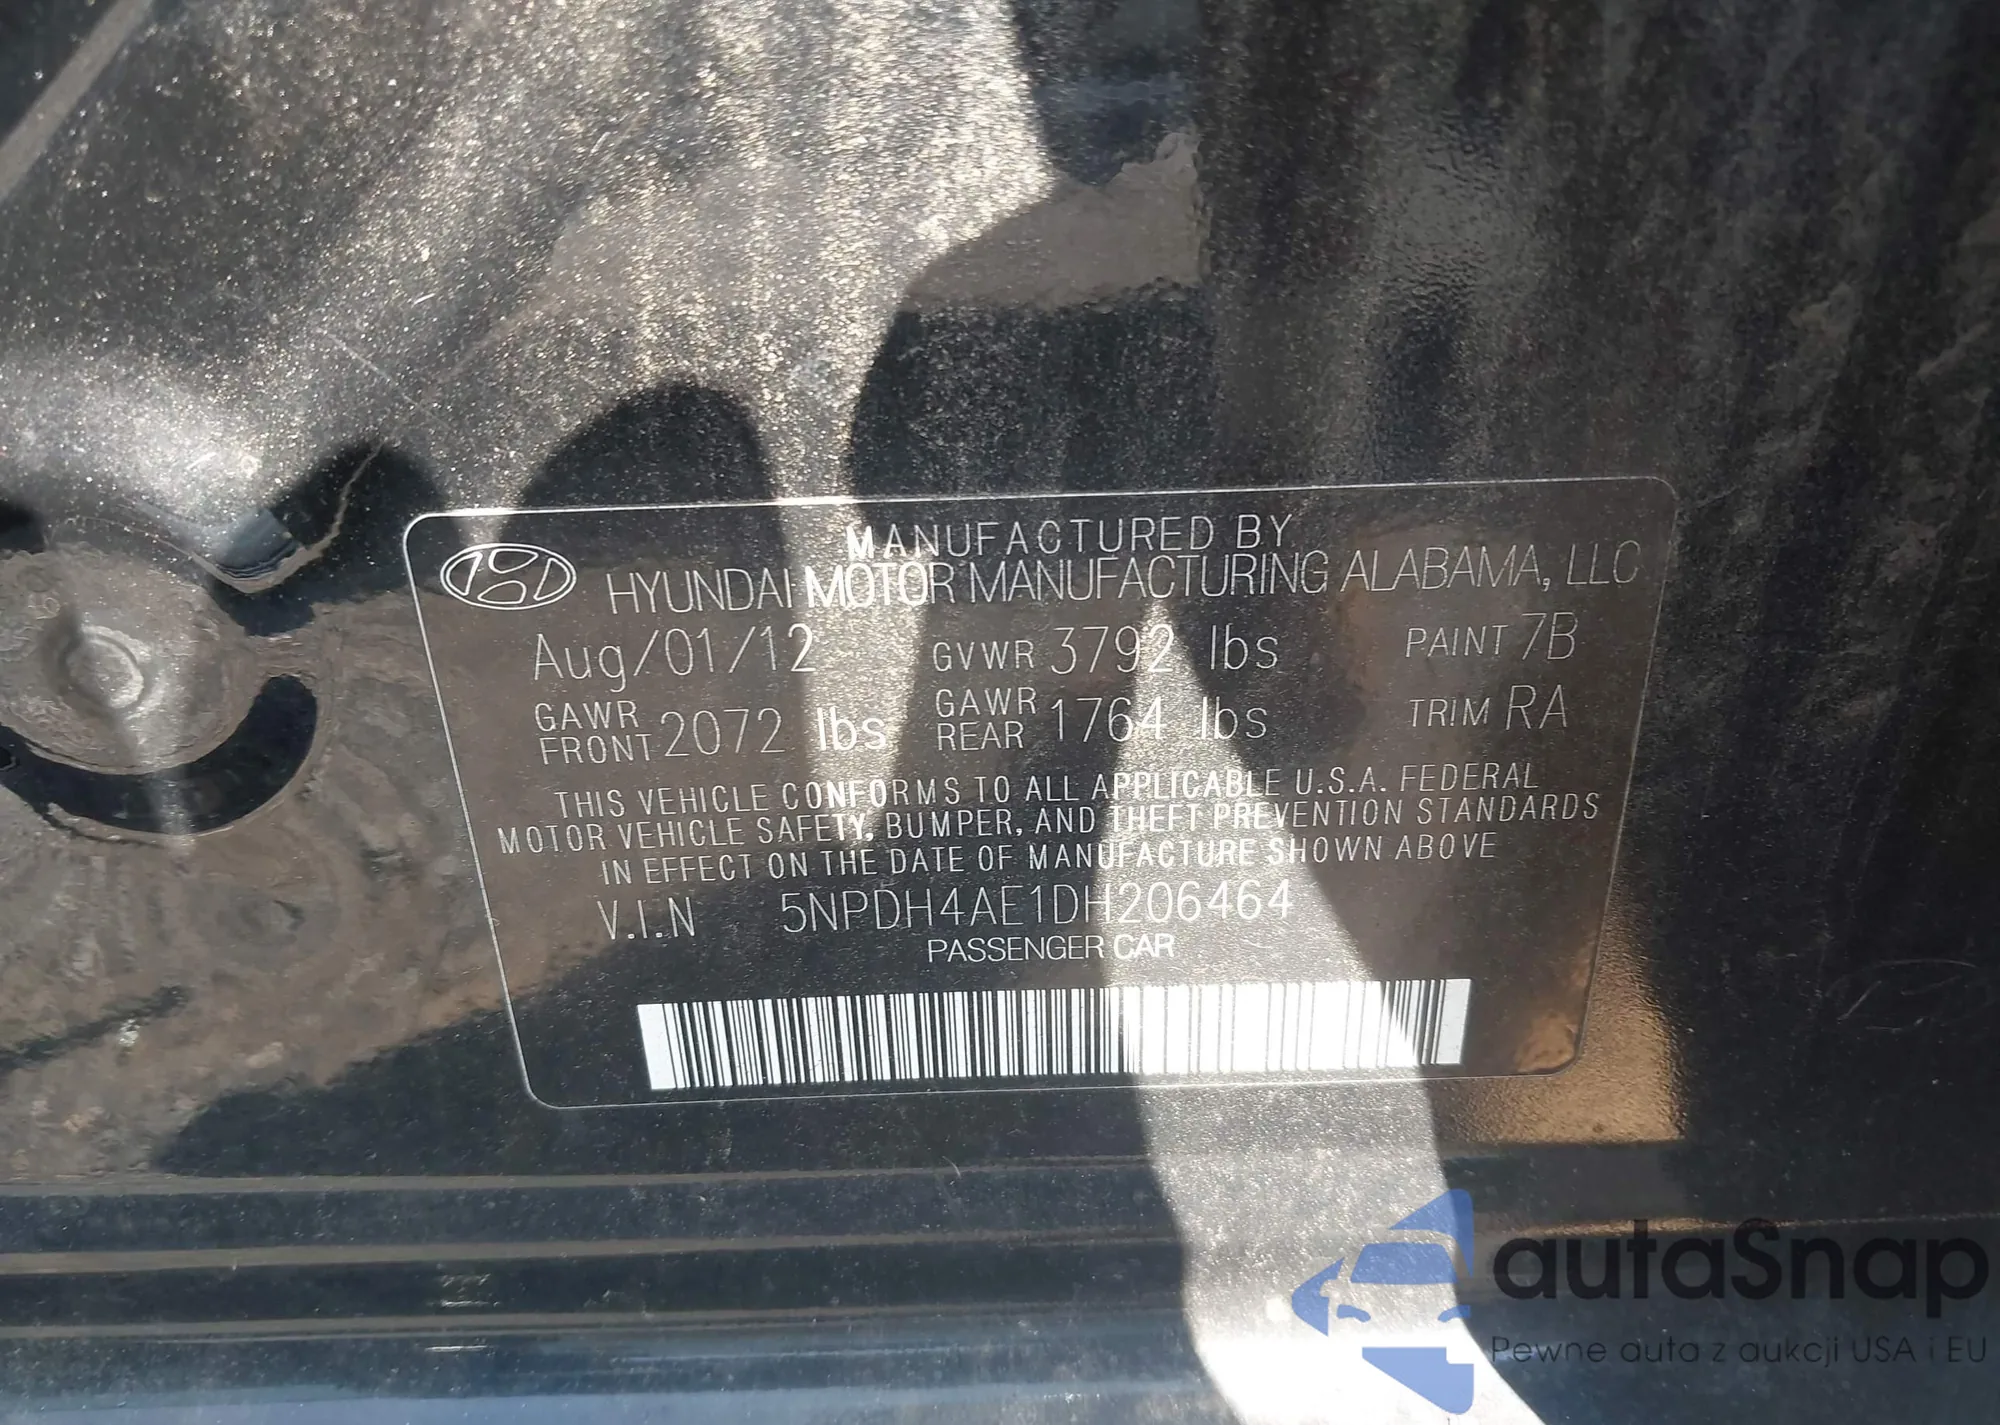 MANUFACTURED BY
HYUNDAI MOTOR MANUFACTURING ALABAMA, LLC
Aug/01/12 GVWR 3792 lbs PAINT 7B
GAWR FRONT 2072 lbs GAWR REAR 1764 lbs TRIM RA
THIS VEHICLE CONFORMS TO ALL APPLICABLE U.S.A. FEDERAL
MOTOR VEHICLE SAFETY, BUMPER, AND THEFT PREVENTION STANDARDS
IN EFFECT ON THE DATE OF MANUFACTURE SHOWN ABOVE
V.I.N 5NPDH4AE1DH206464
PASSENGER CAR
autaSnap
Pewne auta z aukcji USA i EU